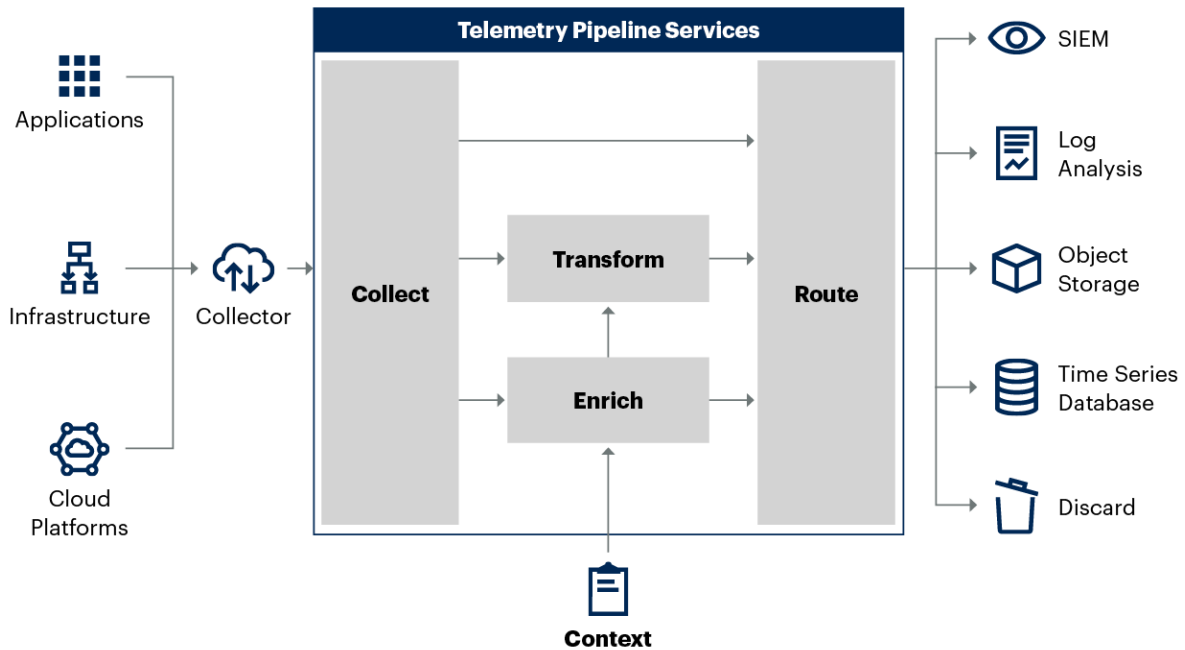 Telemetry Pipeline Services
Applications
Infrastructure
Cloud
Platforms
Collector
Collect
Transform
Enrich
Route
Context
SIEM
Log
Analysis
Object
Storage
Time Series
Database
Discard